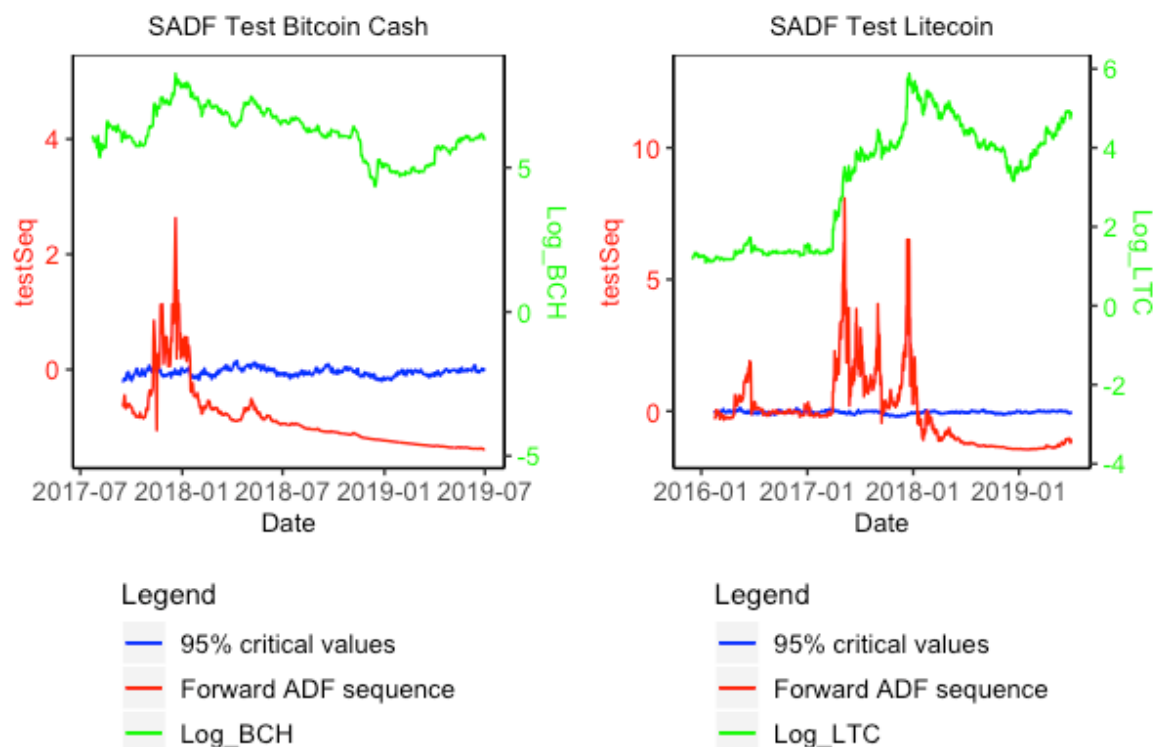 SADF Test Bitcoin Cash
4
2
0
testSeq
5
0
-5
Log_BCH
2017-07 2018-01 2018-07 2019-01 2019-07
Date
Legend
95% critical values
Forward ADF sequence
Log_BCH
SADF Test Litecoin
10
5
0
testSeq
6
4
2
0
-2
-4
Log_LTC
2016-01 2017-01 2018-01 2019-01
Date
Legend
95% critical values
Forward ADF sequence
Log_LTC